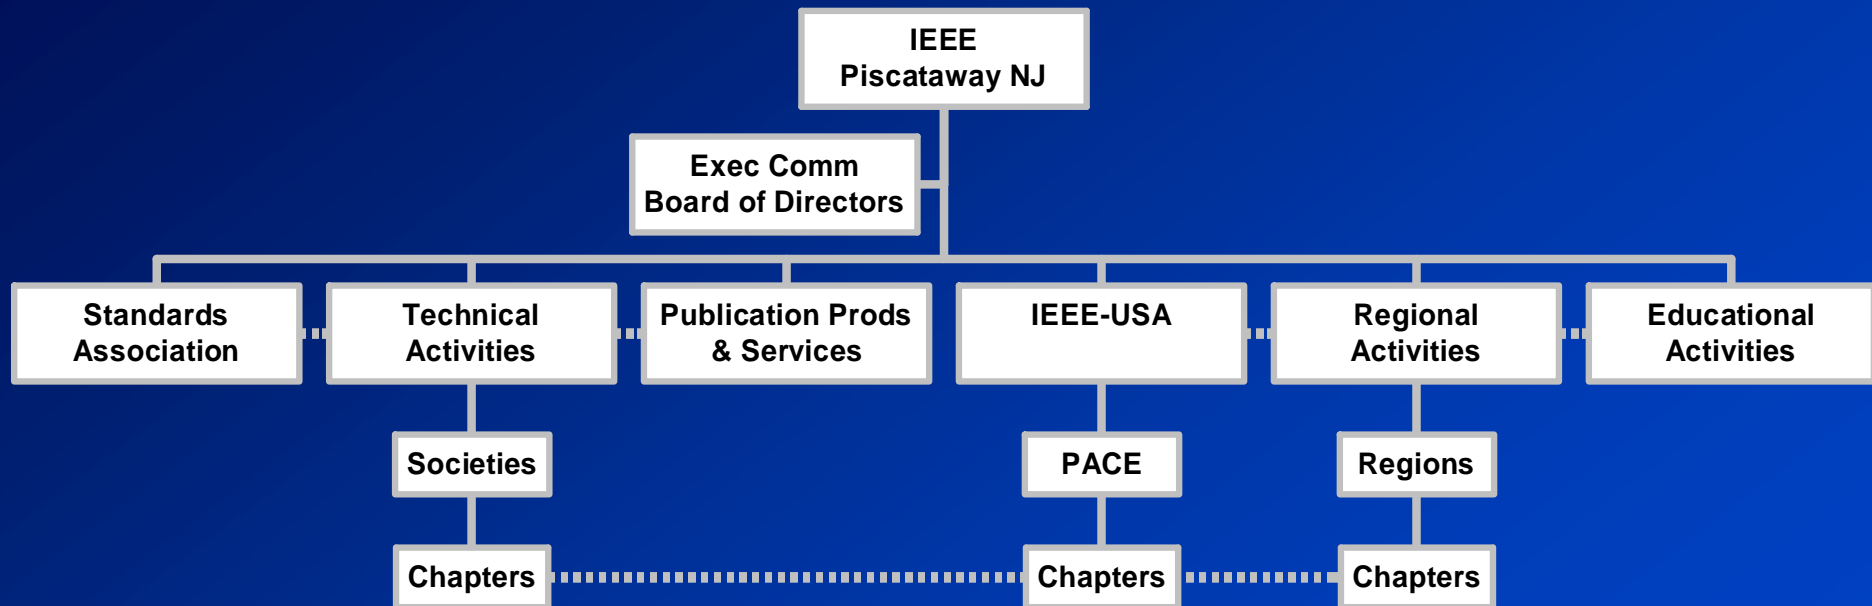 IEEE
Piscataway NJ
Exec Comm
Board of Directors
Standards
Association
Technical
Activities
Publication Prods
& Services
IEEE-USA
Regional
Activities
Educational
Activities
Societies
PACE
Regions
Chapters
Chapters
Chapters